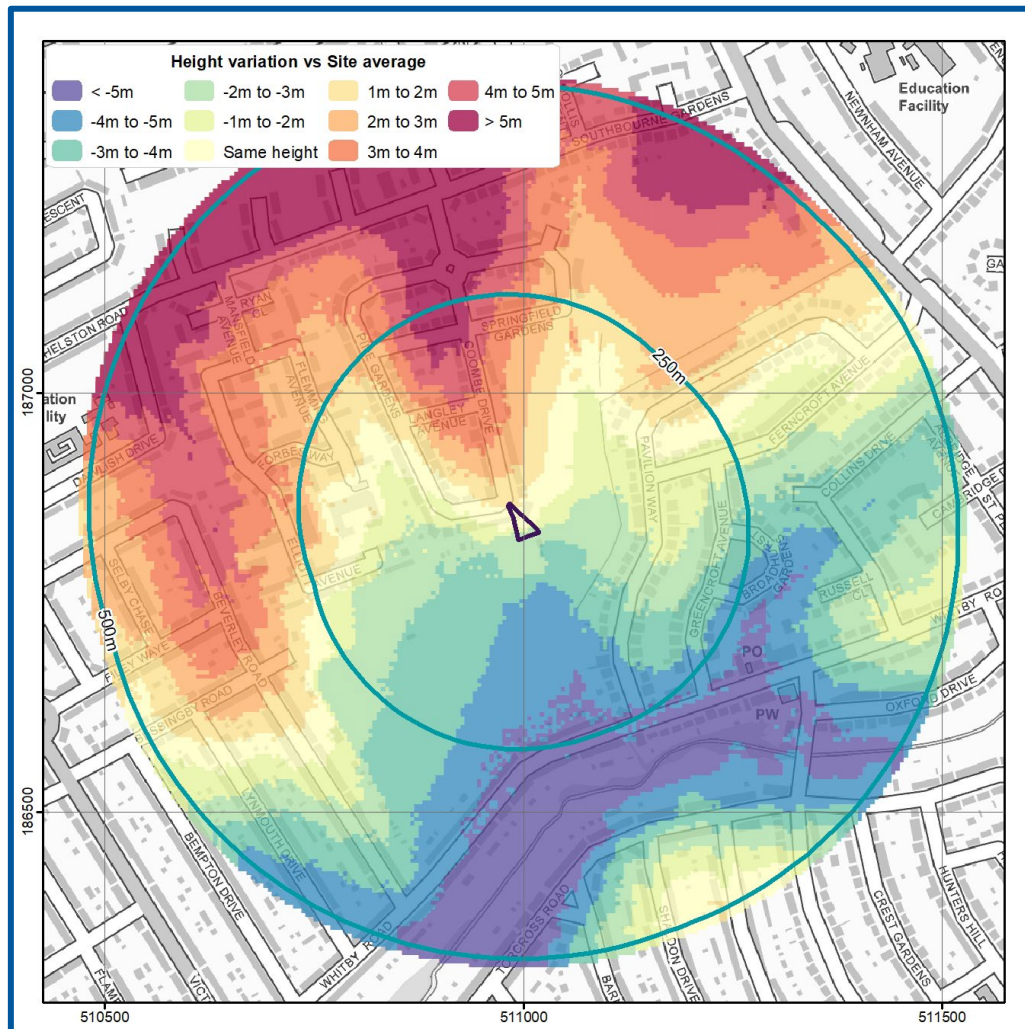 Height variation vs Site average
< -5m
-4m to -5m
-3m to -4m
-2m to -3m
-1m to -2m
Same height
1m to 2m
2m to 3m
3m to 4m
4m to 5m
> 5m
Education
Facility
NEWNHAM AVENUE
SOUTHBOURNE GARDENS
HELSTON ROAD
RYAN
CL
MANSFIELD
AVENUE
FLEMMING
AVENUE
PINE GARDENS
COOMBE DRIVE
SPRINGFIELD
GARDENS
250m
187000
PAVILION WAY
FERNCROFT AVENUE
COLLINS DRIVE
ELLIOTT AVENUE
GREENCROFT AVENUE
GARDENS
RUSSELL
CL
SELBY CHASE
BEVERLEY ROAD
500m
PO
PW
OXFORD DRIVE
186500
LYNMOUTH DRIVE
BEMPTON DRIVE
WHITBY ROAD
TORCROSS ROAD
CREST GARDENS
HUNTERS HILL
510500
511000
511500